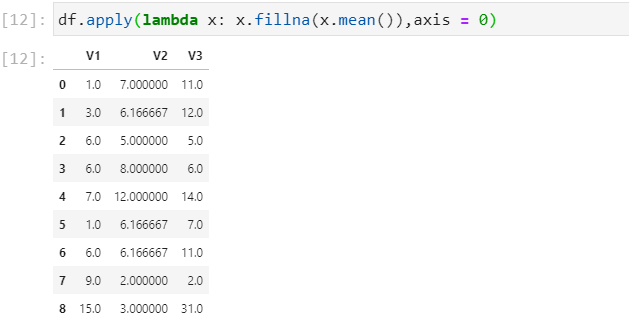 [12]: df.apply(lambda x: x.fillna(x.mean()),axis = 0)
[12]:
V1 V2 V3
0 1.0 7.000000 11.0
1 3.0 6.166667 12.0
2 6.0 5.000000 5.0
3 6.0 8.000000 6.0
4 7.0 12.000000 14.0
5 1.0 6.166667 7.0
6 6.0 6.166667 11.0
7 9.0 2.000000 2.0
8 15.0 3.000000 31.0